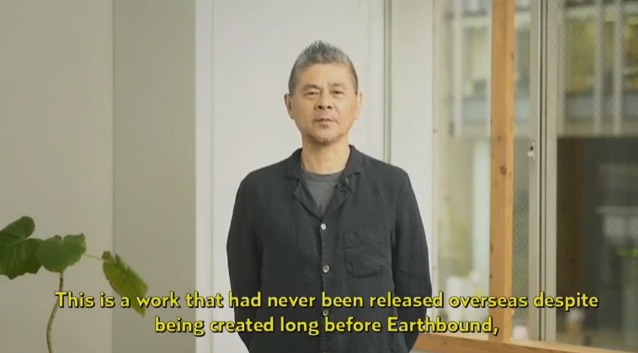 This is a work that had never been released overseas despite
being created long before Earthbound,